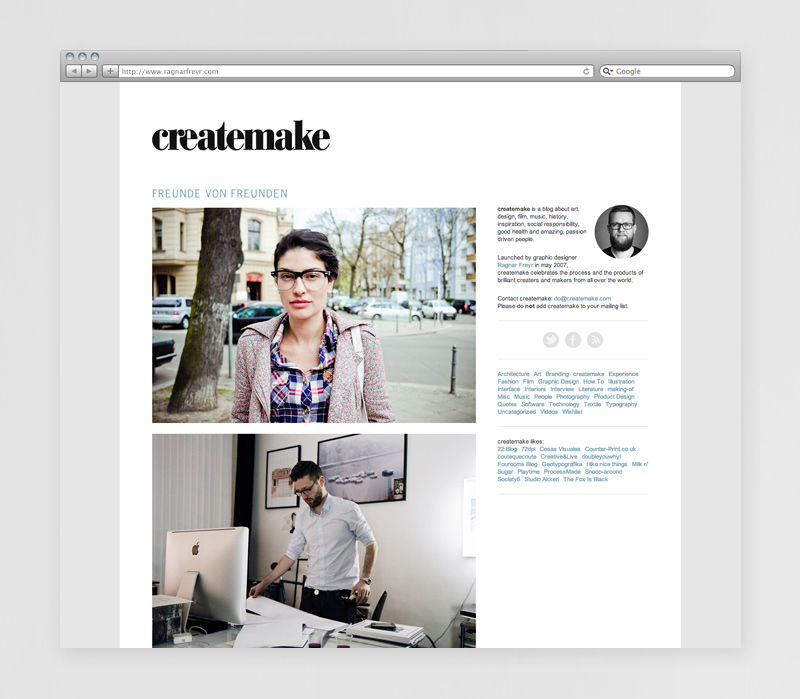 http://www.ragnarfreyr.com
Google
createmake
FREUNDE VON FREUNDEN
createmake is a blog about art,
design, film, music, history,
inspiration, social responsibility,
good health and amazing, passion
driven people.
Launched by graphic designer
Ragnar Freyr in may 2007,
createmake celebrates the process and the products of
brilliant creators and makers from all over the world.
Contact createmake: do@createmake.com
Please do not add createmake to your mailing list.
Architecture Art Branding createmake Experience
Fashion Film Graphic Design How To Illustration
Interface Interiors Interview Literature making-of
Misc Music People Photography Product Design
Quotes Software Technology Textile Typography
Uncategorized Videos Wishlist
createmake likes:
22:Blog 72dpi Cosas Visuales Counter-Print.co.uk
coutequecoute Creative&Live doubleyouwhy!
Fourooms Blog Geotypografika i like nice things Milk n'
Sugar Playtime ProcessMade Snoop-around
Society6 Studio Akkeri The Fox Is Black